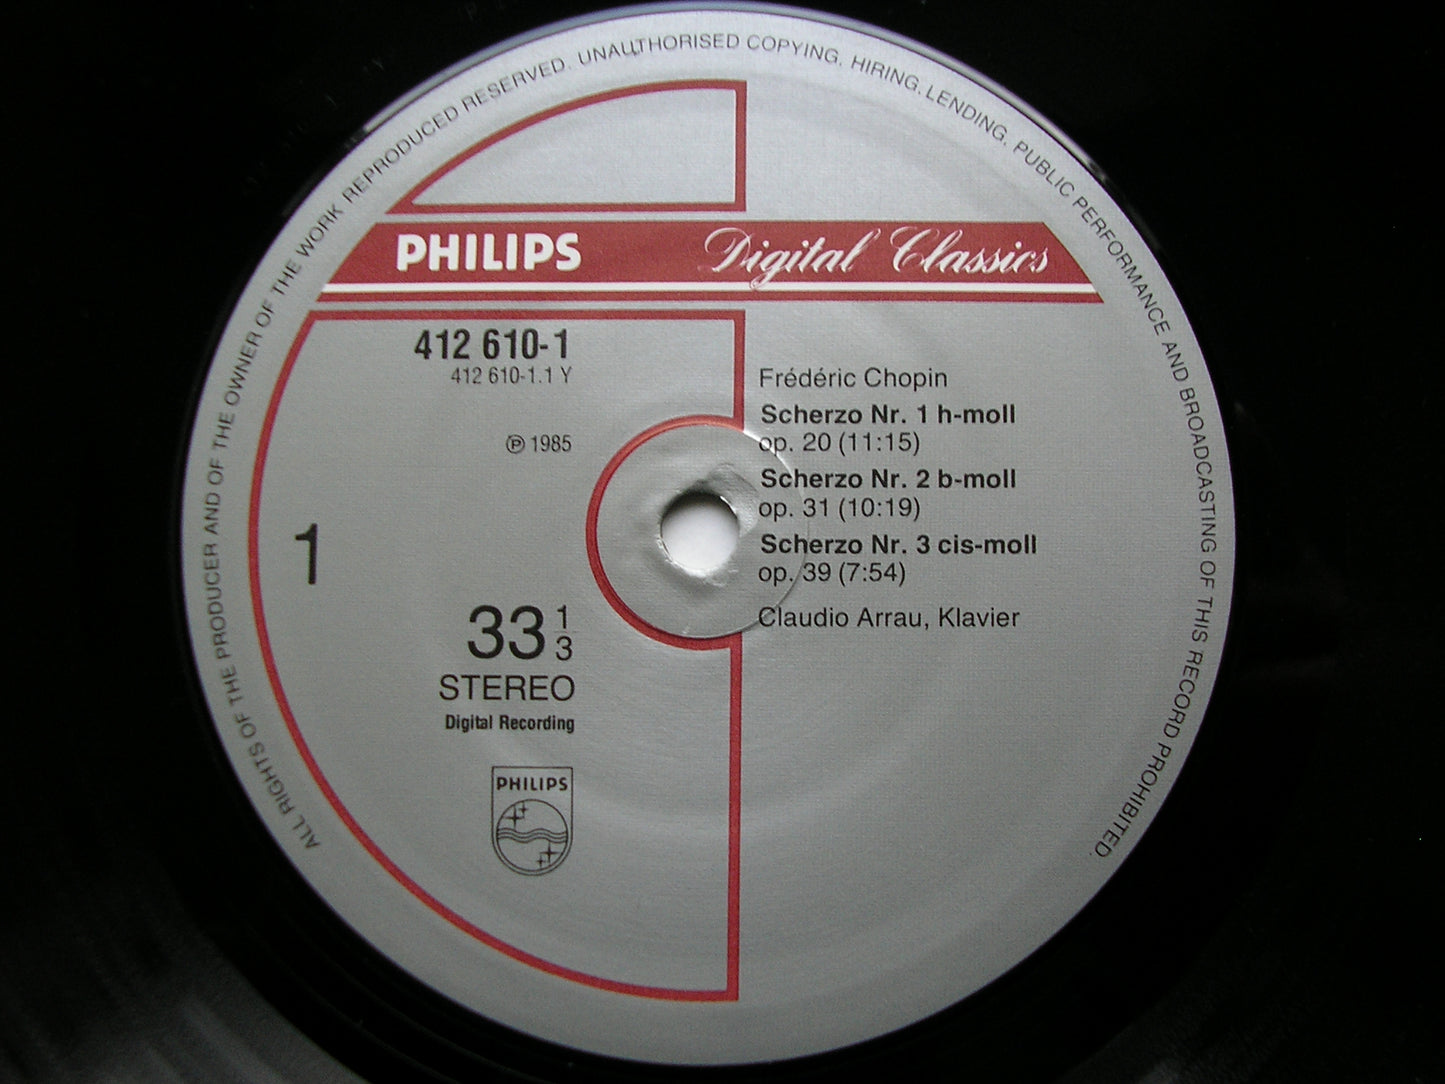 ALL RIGHTS OF THE PRODUCER AND OF THE OWNER OF THE WORK REPRODUCED RESERVED. UNAUTHORISED COPYING, HIRING, LENDING, PUBLIC PERFORMANCE AND BROADCASTING OF THIS RECORD PROHIBITED.
PHILIPS Digital Classics
412 610-1
412 610-1.1 Y
℗ 1985
1
33 1/3
STEREO
Digital Recording
PHILIPS
Frédéric Chopin
Scherzo Nr. 1 h-moll
op. 20 (11:15)
Scherzo Nr. 2 b-moll
op. 31 (10:19)
Scherzo Nr. 3 cis-moll
op. 39 (7:54)
Claudio Arrau, Klavier